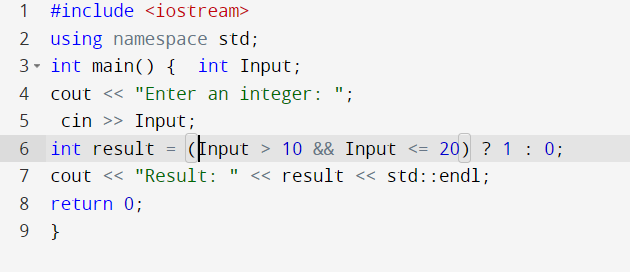 1 #include <iostream>
2 using namespace std;
3 int main() {  int Input;
4 cout << "Enter an integer: ";
5  cin >> Input;
6 int result = (Input > 10 && Input <= 20) ? 1 : 0;
7 cout << "Result: " << result << std::endl;
8 return 0;
9 }